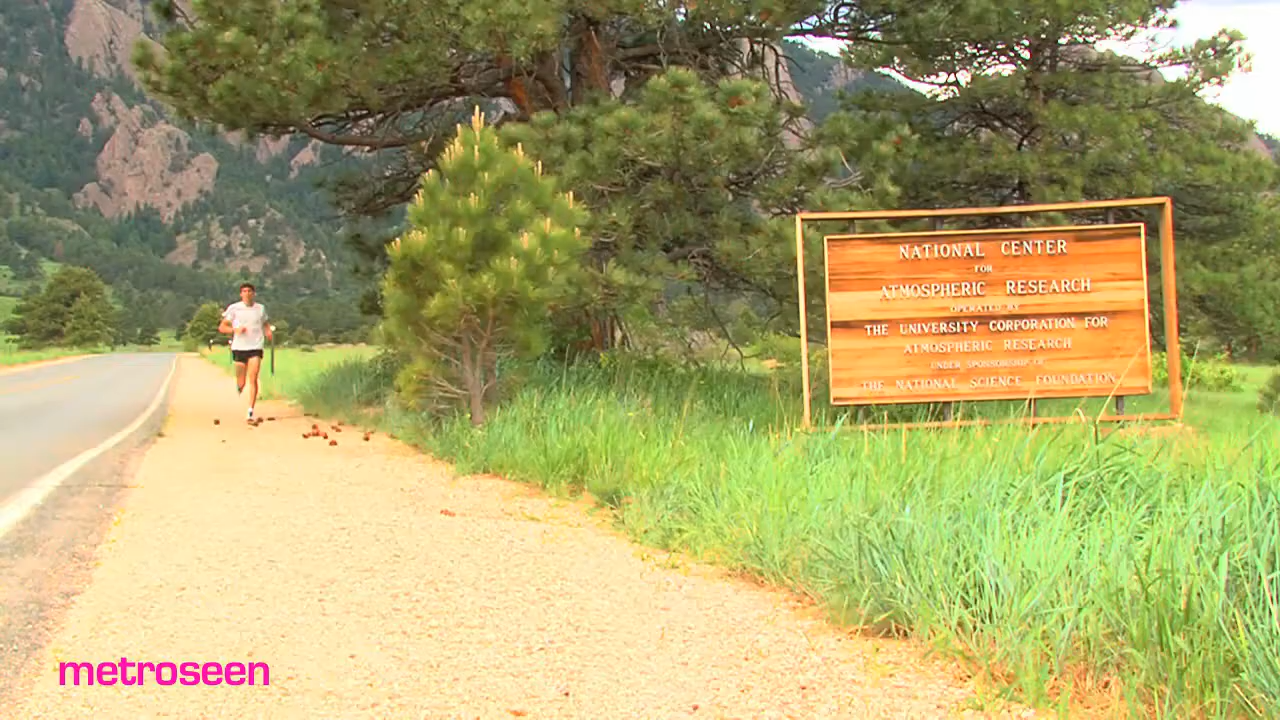 NATIONAL CENTER
FOR
ATMOSPHERIC RESEARCH
OPERATED BY
THE UNIVERSITY CORPORATION FOR
ATMOSPHERIC RESEARCH
UNDER SPONSORSHIP OF
THE NATIONAL SCIENCE FOUNDATION
metroseen